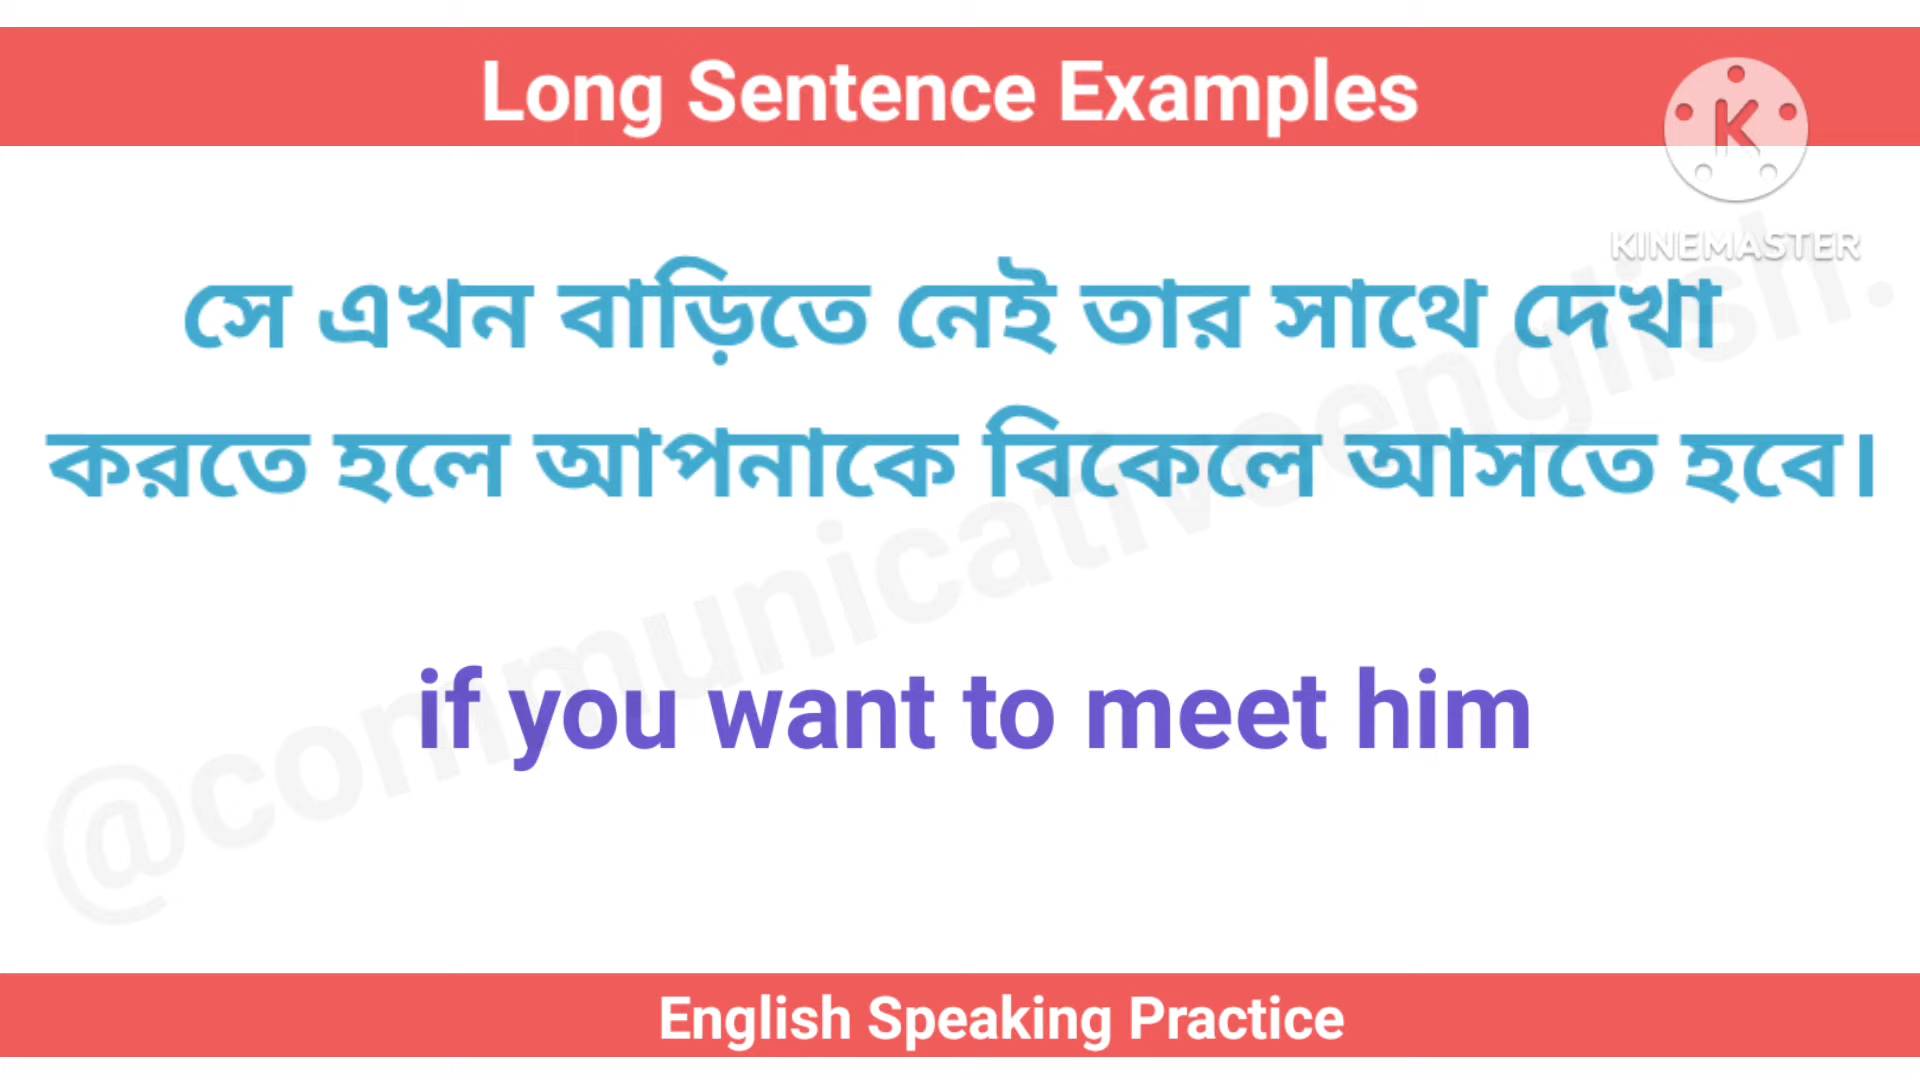 Long Sentence Examples
K
KINEMASTER
সে এখন বাড়িতে নেই তার সাথে দেখা
করতে হলে আপনাকে বিকেলে আসতে হবে।
@communicativeenglish.
if you want to meet him
English Speaking Practice